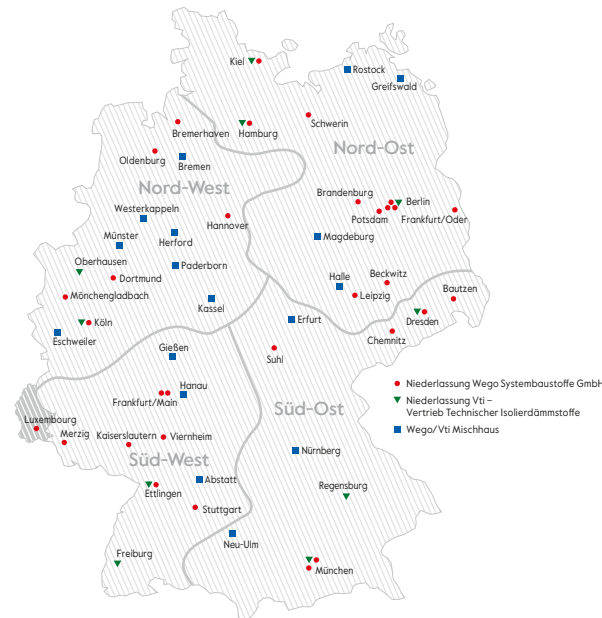 Kiel
Rostock
Greifswald
Bremerhaven
Hamburg
Schwerin
Oldenburg
Bremen
Nord-Ost
Nord-West
Westerkappeln
Brandenburg
Berlin
Hannover
Potsdam
Frankfurt/Oder
Münster
Herford
Magdeburg
Oberhausen
Paderborn
Dortmund
Halle
Beckwitz
Bautzen
Mönchengladbach
Kassel
Leipzig
Köln
Erfurt
Dresden
Eschweiler
Chemnitz
Gießen
Suhl
Niederlassung Wego Systembaustoffe GmbH
Hanau
Niederlassung Vti –
Frankfurt/Main
Süd-Ost
Vertrieb Technischer Isolierdämmstoffe
Luxembourg
Wego/Vti Mischhaus
Merzig
Kaiserslautern
Viernheim
Süd-West
Nürnberg
Abstatt
Ettlingen
Regensburg
Stuttgart
Neu-Ulm
Freiburg
München